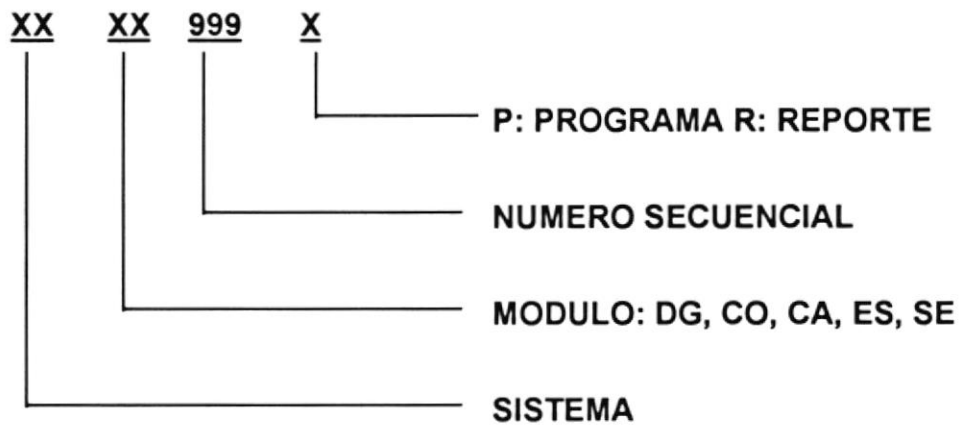 XX XX 999 X
P: PROGRAMA R: REPORTE
NUMERO SECUENCIAL
MODULO: DG, CO, CA, ES, SE
SISTEMA